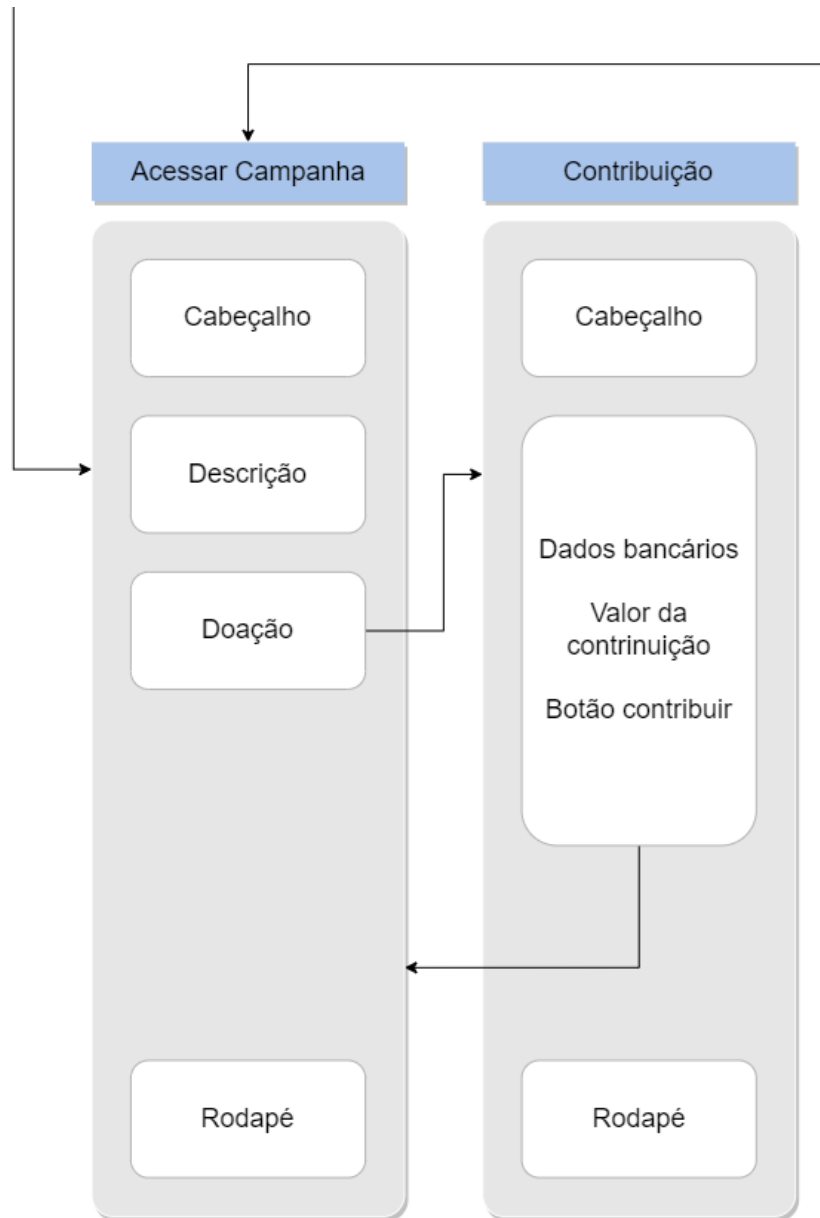 Acessar Campanha
Cabeçalho
Descrição
Doação
Rodapé
Contribuição
Cabeçalho
Dados bancários
Valor da
contrinuição
Botão contribuir
Rodapé